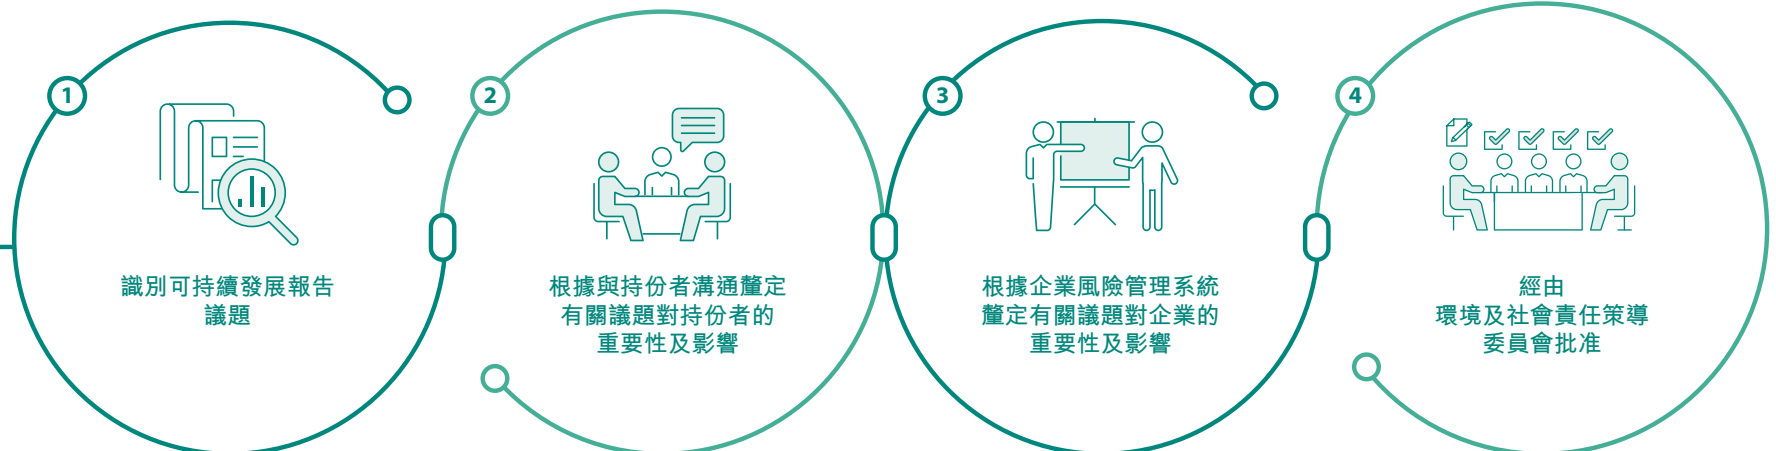 1
識別可持續發展報告
議題
2
根據與持份者溝通釐定
有關議題對持份者的
重要性及影響
3
根據企業風險管理系統
釐定有關議題對企業的
重要性及影響
4
經由
環境及社會責任策導
委員會批准